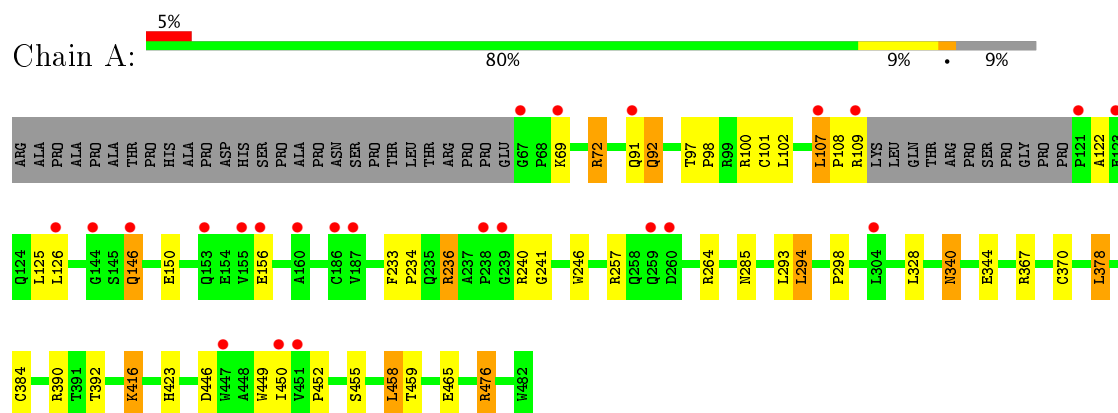 5%
Chain A:
80%
9%
•
9%
ARG ALA PRO ALA PRO ALA THR PRO HIS ALA PRO ASP HIS SER PRO ALA PRO ASN SER PRO THR LEU THR ARG PRO GLU G67 P68 K69 R72 Q91 Q92 T97 P98 R99 R100 C101 L102 L107 P108 R109 LYS LEU GLN THR ARG PRO SER PRO GLY PRO PRO P121 A122
Q124 L125 L126 G144 S145 Q146 E150 Q153 E154 V155 E156 A160 C186 V187 F233 P234 Q235 R236 A237 P238 G239 R240 G241 W246 R257 Q258 Q259 D260 R264 N285 L293 L294 P298 L304 L328 N340 E344 R367 C370 L378
C384 R390 T391 T392 K416 H423 D446 W447 A448 W449 I450 V451 P452 S455 L458 T459 E465 R476 W482